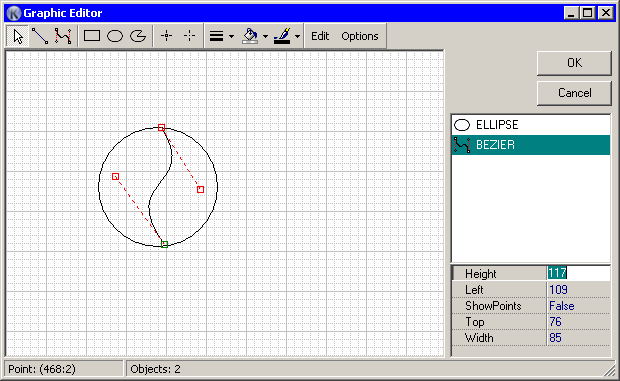 Graphic Editor
Edit Options
OK
Cancel
ELLIPSE
BEZIER
Height 117
Left 109
ShowPoints False
Top 76
Width 85
Point: (468:2) Objects: 2